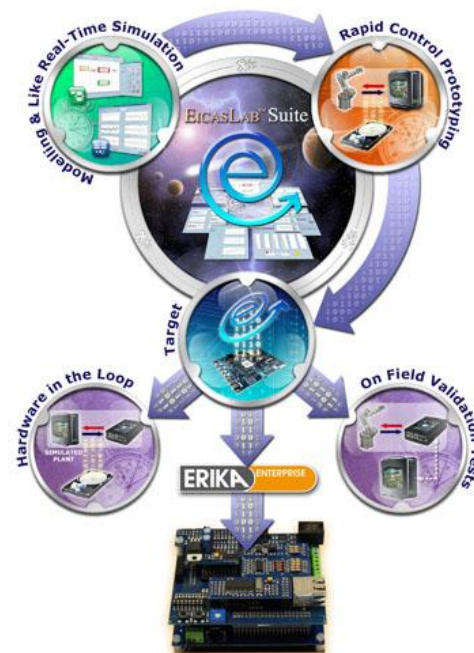 Modelling & Like Real-Time Simulation
Rapid Control Prototyping
EICASLAB™ Suite
Target
Hardware in the Loop
SIMULATED PLANT
On Field Validation Tests
ERIKA ENTERPRISE